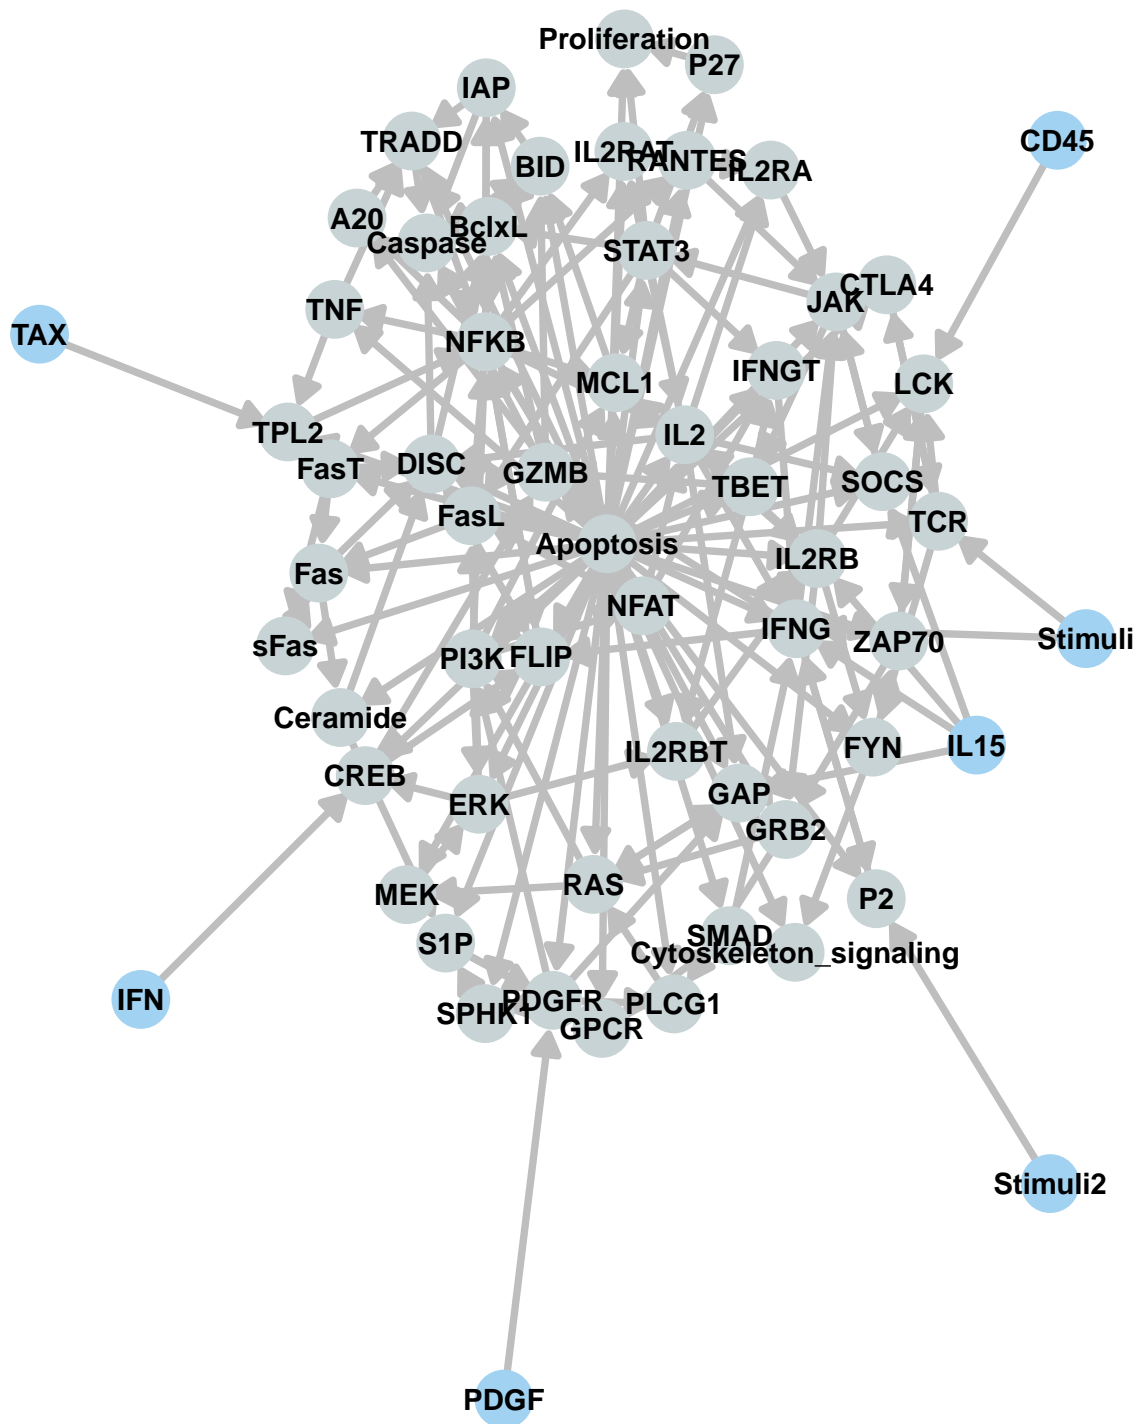 Proliferation
P27
IAP
TRADD
CD45
IL2RAT
RANTES
IL2RA
BID
A20
BclxL
Caspase
STAT3
CTLA4
JAK
TNF
TAX
NFKB
IFNGT
MCL1
LCK
TPL2
IL2
FasT
DISC
GZMB
TBET
SOCS
FasL
TCR
Apoptosis
IL2RB
Fas
NFAT
IFNG
sFas
PI3K
FLIP
ZAP70
Stimuli
Ceramide
IL2RBT
FYN
IL15
CREB
ERK
GAP
GRB2
MEK
RAS
P2
S1P
SMAD
Cytoskeleton_signaling
IFN
SPHK1
PDGFR
PLCG1
GPCR
Stimuli2
PDGF